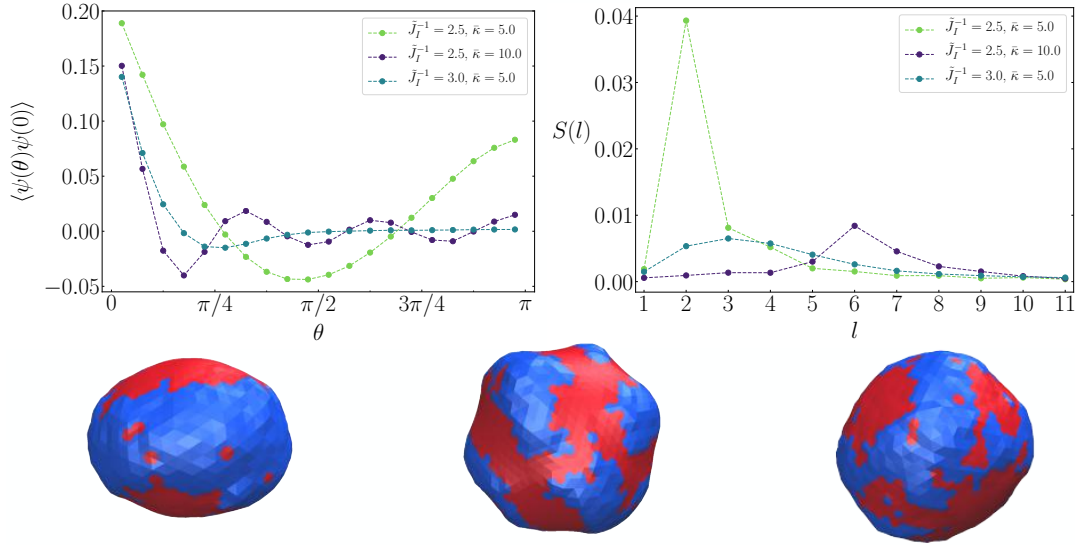 0.20
0.15
0.10
0.05
0.00
−0.05
⟨ψ(θ)ψ(0)⟩
0
π/4
π/2
3π/4
π
θ
J̃_I^{-1} = 2.5, κ̄ = 5.0
J̃_I^{-1} = 2.5, κ̄ = 10.0
J̃_I^{-1} = 3.0, κ̄ = 5.0
0.04
0.03
0.02
0.01
0.00
S(l)
1 2 3 4 5 6 7 8 9 10 11
l
J̃_I^{-1} = 2.5, κ̄ = 5.0
J̃_I^{-1} = 2.5, κ̄ = 10.0
J̃_I^{-1} = 3.0, κ̄ = 5.0